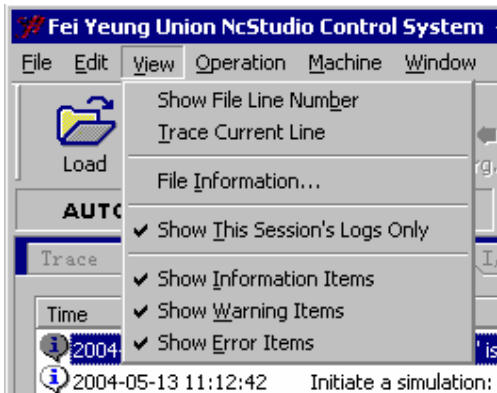 Fei Yeung Union NcStudio Control System
File Edit View Operation Machine Window
Show File Line Number
Trace Current Line
Load
File Information...
AUTO
Show This Session's Logs Only
Trace
Show Information Items
Time
Show Warning Items
Show Error Items
2004-
' is
2004-05-13 11:12:42 Initiate a simulation: